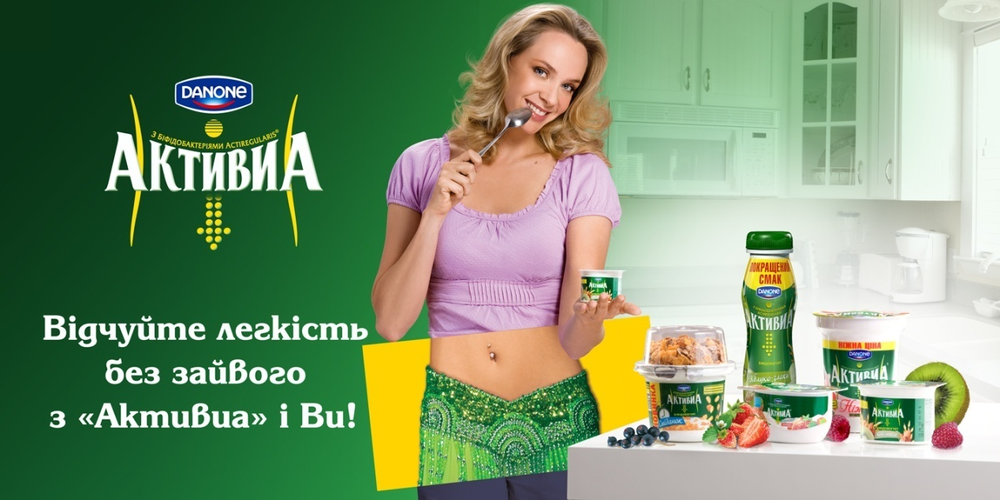 DANONE
З БІФІДОБАКТЕРІЯМИ ACTIREGULARIS®
АКТИВИА
Відчуйте легкість
без зайвого
з «Активиа» і Ви!
АКТИВИА
ПОКРАЩЕНИЙ
СМАК
DANONE
АКТИВИА
НІЖНА ЦІНА
DANONE
АКТИВИА
АКТИВИА
АКТИВИА
АКТИВИА